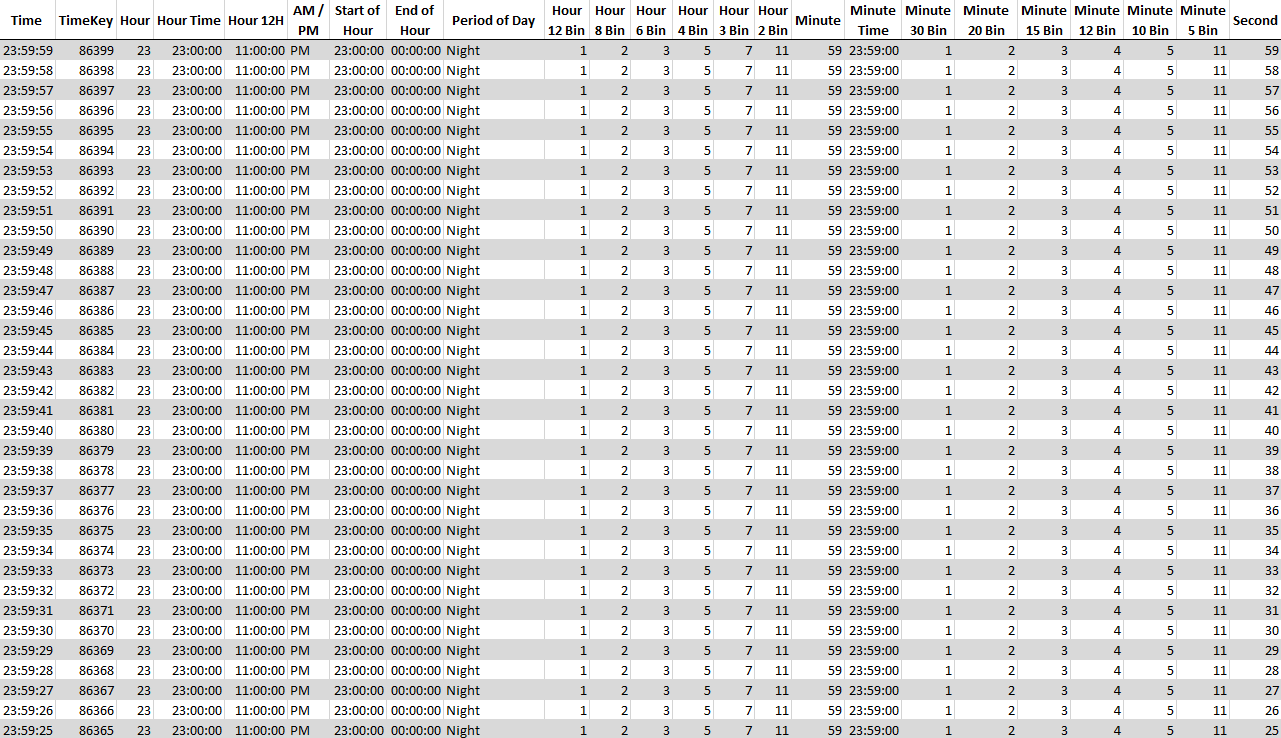 Time TimeKey Hour Hour Time Hour 12H AM / PM Start of Hour End of Hour Period of Day Hour 12 Bin Hour 8 Bin Hour 6 Bin Hour 4 Bin Hour 3 Bin Hour 2 Bin Minute Minute Time Minute 30 Bin Minute 20 Bin Minute 15 Bin Minute 12 Bin Minute 10 Bin Minute 5 Bin Second
23:59:59 86399 23 23:00:00 11:00:00 PM 23:00:00 00:00:00 Night 1 2 3 5 7 11 59 23:59:00 1 2 3 4 5 11 59
23:59:58 86398 23 23:00:00 11:00:00 PM 23:00:00 00:00:00 Night 1 2 3 5 7 11 59 23:59:00 1 2 3 4 5 11 58
23:59:57 86397 23 23:00:00 11:00:00 PM 23:00:00 00:00:00 Night 1 2 3 5 7 11 59 23:59:00 1 2 3 4 5 11 57
23:59:56 86396 23 23:00:00 11:00:00 PM 23:00:00 00:00:00 Night 1 2 3 5 7 11 59 23:59:00 1 2 3 4 5 11 56
23:59:55 86395 23 23:00:00 11:00:00 PM 23:00:00 00:00:00 Night 1 2 3 5 7 11 59 23:59:00 1 2 3 4 5 11 55
23:59:54 86394 23 23:00:00 11:00:00 PM 23:00:00 00:00:00 Night 1 2 3 5 7 11 59 23:59:00 1 2 3 4 5 11 54
23:59:53 86393 23 23:00:00 11:00:00 PM 23:00:00 00:00:00 Night 1 2 3 5 7 11 59 23:59:00 1 2 3 4 5 11 53
23:59:52 86392 23 23:00:00 11:00:00 PM 23:00:00 00:00:00 Night 1 2 3 5 7 11 59 23:59:00 1 2 3 4 5 11 52
23:59:51 86391 23 23:00:00 11:00:00 PM 23:00:00 00:00:00 Night 1 2 3 5 7 11 59 23:59:00 1 2 3 4 5 11 51
23:59:50 86390 23 23:00:00 11:00:00 PM 23:00:00 00:00:00 Night 1 2 3 5 7 11 59 23:59:00 1 2 3 4 5 11 50
23:59:49 86389 23 23:00:00 11:00:00 PM 23:00:00 00:00:00 Night 1 2 3 5 7 11 59 23:59:00 1 2 3 4 5 11 49
23:59:48 86388 23 23:00:00 11:00:00 PM 23:00:00 00:00:00 Night 1 2 3 5 7 11 59 23:59:00 1 2 3 4 5 11 48
23:59:47 86387 23 23:00:00 11:00:00 PM 23:00:00 00:00:00 Night 1 2 3 5 7 11 59 23:59:00 1 2 3 4 5 11 47
23:59:46 86386 23 23:00:00 11:00:00 PM 23:00:00 00:00:00 Night 1 2 3 5 7 11 59 23:59:00 1 2 3 4 5 11 46
23:59:45 86385 23 23:00:00 11:00:00 PM 23:00:00 00:00:00 Night 1 2 3 5 7 11 59 23:59:00 1 2 3 4 5 11 45
23:59:44 86384 23 23:00:00 11:00:00 PM 23:00:00 00:00:00 Night 1 2 3 5 7 11 59 23:59:00 1 2 3 4 5 11 44
23:59:43 86383 23 23:00:00 11:00:00 PM 23:00:00 00:00:00 Night 1 2 3 5 7 11 59 23:59:00 1 2 3 4 5 11 43
23:59:42 86382 23 23:00:00 11:00:00 PM 23:00:00 00:00:00 Night 1 2 3 5 7 11 59 23:59:00 1 2 3 4 5 11 42
23:59:41 86381 23 23:00:00 11:00:00 PM 23:00:00 00:00:00 Night 1 2 3 5 7 11 59 23:59:00 1 2 3 4 5 11 41
23:59:40 86380 23 23:00:00 11:00:00 PM 23:00:00 00:00:00 Night 1 2 3 5 7 11 59 23:59:00 1 2 3 4 5 11 40
23:59:39 86379 23 23:00:00 11:00:00 PM 23:00:00 00:00:00 Night 1 2 3 5 7 11 59 23:59:00 1 2 3 4 5 11 39
23:59:38 86378 23 23:00:00 11:00:00 PM 23:00:00 00:00:00 Night 1 2 3 5 7 11 59 23:59:00 1 2 3 4 5 11 38
23:59:37 86377 23 23:00:00 11:00:00 PM 23:00:00 00:00:00 Night 1 2 3 5 7 11 59 23:59:00 1 2 3 4 5 11 37
23:59:36 86376 23 23:00:00 11:00:00 PM 23:00:00 00:00:00 Night 1 2 3 5 7 11 59 23:59:00 1 2 3 4 5 11 36
23:59:35 86375 23 23:00:00 11:00:00 PM 23:00:00 00:00:00 Night 1 2 3 5 7 11 59 23:59:00 1 2 3 4 5 11 35
23:59:34 86374 23 23:00:00 11:00:00 PM 23:00:00 00:00:00 Night 1 2 3 5 7 11 59 23:59:00 1 2 3 4 5 11 34
23:59:33 86373 23 23:00:00 11:00:00 PM 23:00:00 00:00:00 Night 1 2 3 5 7 11 59 23:59:00 1 2 3 4 5 11 33
23:59:32 86372 23 23:00:00 11:00:00 PM 23:00:00 00:00:00 Night 1 2 3 5 7 11 59 23:59:00 1 2 3 4 5 11 32
23:59:31 86371 23 23:00:00 11:00:00 PM 23:00:00 00:00:00 Night 1 2 3 5 7 11 59 23:59:00 1 2 3 4 5 11 31
23:59:30 86370 23 23:00:00 11:00:00 PM 23:00:00 00:00:00 Night 1 2 3 5 7 11 59 23:59:00 1 2 3 4 5 11 30
23:59:29 86369 23 23:00:00 11:00:00 PM 23:00:00 00:00:00 Night 1 2 3 5 7 11 59 23:59:00 1 2 3 4 5 11 29
23:59:28 86368 23 23:00:00 11:00:00 PM 23:00:00 00:00:00 Night 1 2 3 5 7 11 59 23:59:00 1 2 3 4 5 11 28
23:59:27 86367 23 23:00:00 11:00:00 PM 23:00:00 00:00:00 Night 1 2 3 5 7 11 59 23:59:00 1 2 3 4 5 11 27
23:59:26 86366 23 23:00:00 11:00:00 PM 23:00:00 00:00:00 Night 1 2 3 5 7 11 59 23:59:00 1 2 3 4 5 11 26
23:59:25 86365 23 23:00:00 11:00:00 PM 23:00:00 00:00:00 Night 1 2 3 5 7 11 59 23:59:00 1 2 3 4 5 11 25